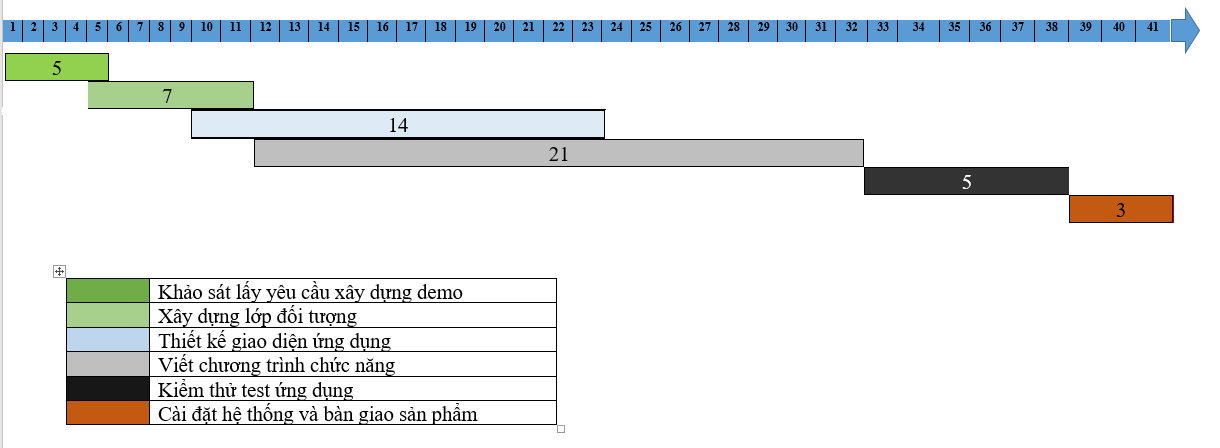 1 2 3 4 5 6 7 8 9 10 11 12 13 14 15 16 17 18 19 20 21 22 23 24 25 26 27 28 29 30 31 32 33 34 35 36 37 38 39 40 41
5
7
14
21
5
3
Khảo sát lấy yêu cầu xây dựng demo
Xây dựng lớp đối tượng
Thiết kế giao diện ứng dụng
Viết chương trình chức năng
Kiểm thử test ứng dụng
Cài đặt hệ thống và bàn giao sản phẩm